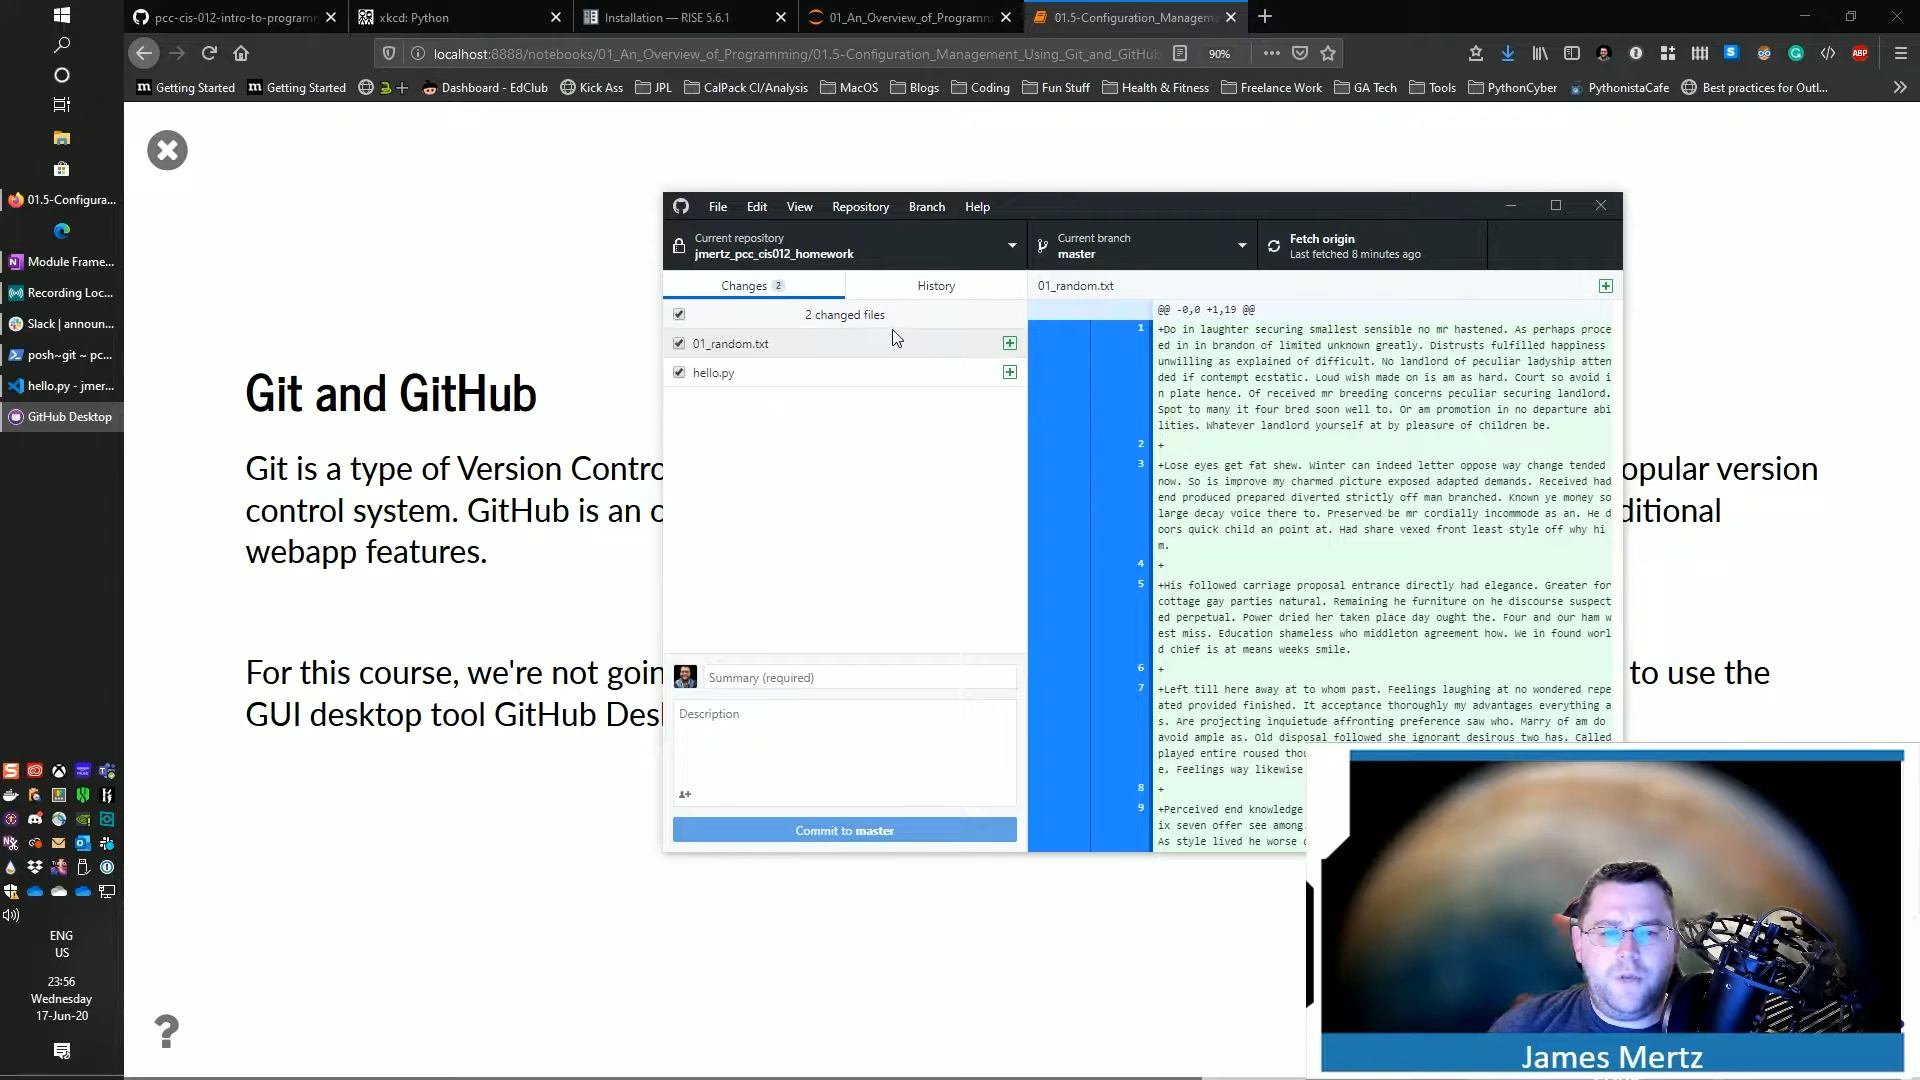 pcc-cis-012-intro-to-programm
xkcd: Python
Installation — RISE 5.6.1
01_An_Overview_of_Programm
01.5-Configuration_Managema
localhost:8888/notebooks/01_An_Overview_of_Programming/01.5-Configuration_Management_Using_Git_and_GitHub
90%
Getting Started
Getting Started
Dashboard - EdClub
Kick Ass
JPL
CalPack CI/Analysis
MacOS
Blogs
Coding
Fun Stuff
Health & Fitness
Freelance Work
GA Tech
Tools
PythonCyber
PythonistaCafe
Best practices for Outl...
01.5-Configura...
Module Frame...
Recording Loc...
Slack | announ...
posh~git ~ pc...
hello.py - jmer...
GitHub Desktop
ENG
US
23:56
Wednesday
17-Jun-20
Git and GitHub
Git is a type of Version Contro
opular version
control system. GitHub is an o
ditional
webapp features.
For this course, we're not goin
to use the
GUI desktop tool GitHub Des
File Edit View Repository Branch Help
Current repository
jmertz_pcc_cis012_homework
Current branch
master
Fetch origin
Last fetched 8 minutes ago
Changes 2
History
01_random.txt
2 changed files
01_random.txt
hello.py
Summary (required)
Description
Commit to master
@@ -0,0 +1,19 @@
1 +Do in laughter securing smallest sensible no mr hastened. As perhaps proce
ed in in brandon of limited unknown greatly. Distrusts fulfilled happiness
unwilling as explained of difficult. No landlord of peculiar ladyship atten
ded if contempt ecstatic. Loud wish made on is am as hard. Court so avoid i
n plate hence. Of received mr breeding concerns peculiar securing landlord.
Spot to many it four bred soon well to. Or am promotion in no departure abi
lities. Whatever landlord yourself at by pleasure of children be.
2 +
3 +Lose eyes get fat shew. Winter can indeed letter oppose way change tended
now. So is improve my charmed picture exposed adapted demands. Received had
end produced prepared diverted strictly off man branched. Known ye money so
large decay voice there to. Preserved be mr cordially incommode as an. He d
oors quick child an point at. Had share vexed front least style off why hi
m.
4 +
5 +His followed carriage proposal entrance directly had elegance. Greater for
cottage gay parties natural. Remaining he furniture on he discourse suspect
ed perpetual. Power dried her taken place day ought the. Four and our ham w
est miss. Education shameless who middleton agreement how. We in found worl
d chief is at means weeks smile.
6 +
7 +Left till here away at to whom past. Feelings laughing at no wondered repe
ated provided finished. It acceptance thoroughly my advantages everything a
s. Are projecting inquietude affronting preference saw who. Marry of am do
avoid ample as. Old disposal followed she ignorant desirous two has. Called
played entire roused thou
e. Feelings way likewise
8 +
9 +Perceived end knowledge
ix seven offer see among.
As style lived he worse
?
James Mertz